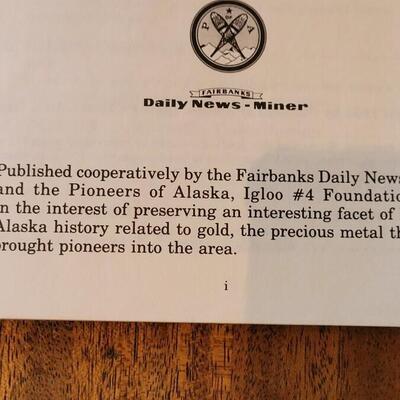 P OF A
FAIRBANKS
Daily News - Miner
Published cooperatively by the Fairbanks Daily News
and the Pioneers of Alaska, Igloo #4 Foundatio
in the interest of preserving an interesting facet of
Alaska history related to gold, the precious metal th
brought pioneers into the area.
i